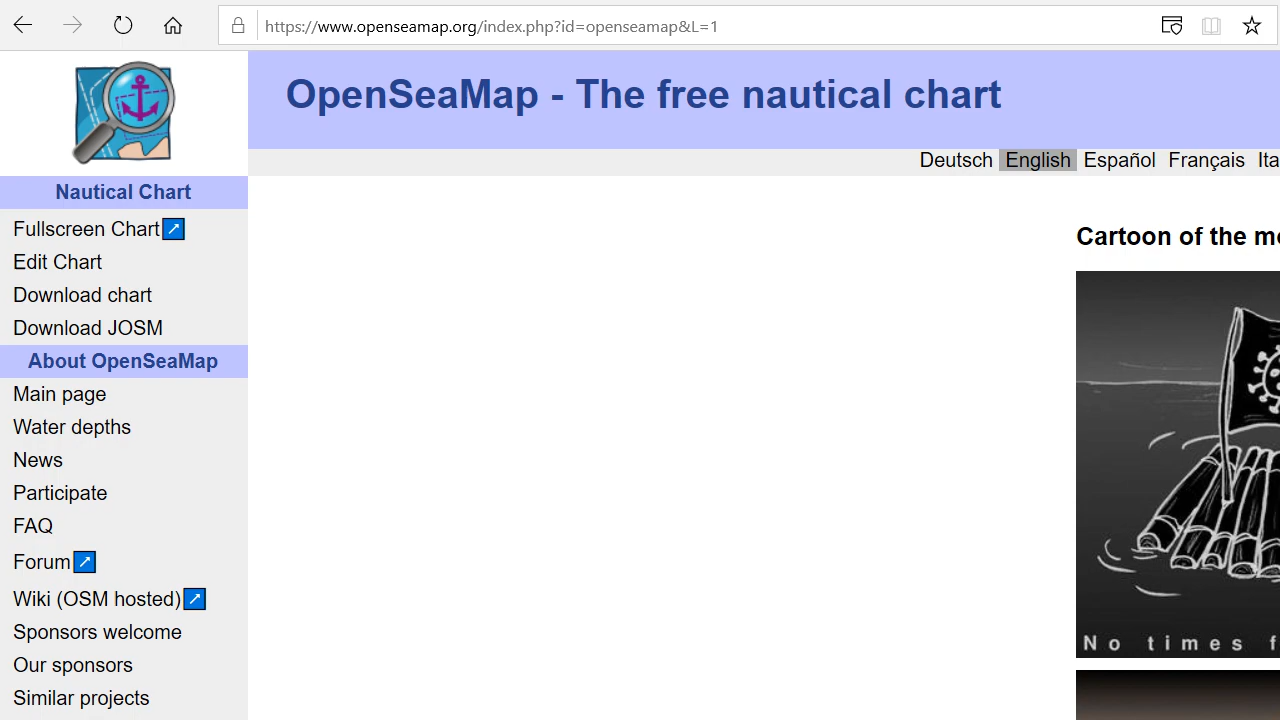 https://www.openseamap.org/index.php?id=openseamap&L=1
OpenSeaMap - The free nautical chart
Deutsch English Español Français Ita
Nautical Chart
Fullscreen Chart
Edit Chart
Download chart
Download JOSM
About OpenSeaMap
Main page
Water depths
News
Participate
FAQ
Forum
Wiki (OSM hosted)
Sponsors welcome
Our sponsors
Similar projects
Cartoon of the mo
No times f